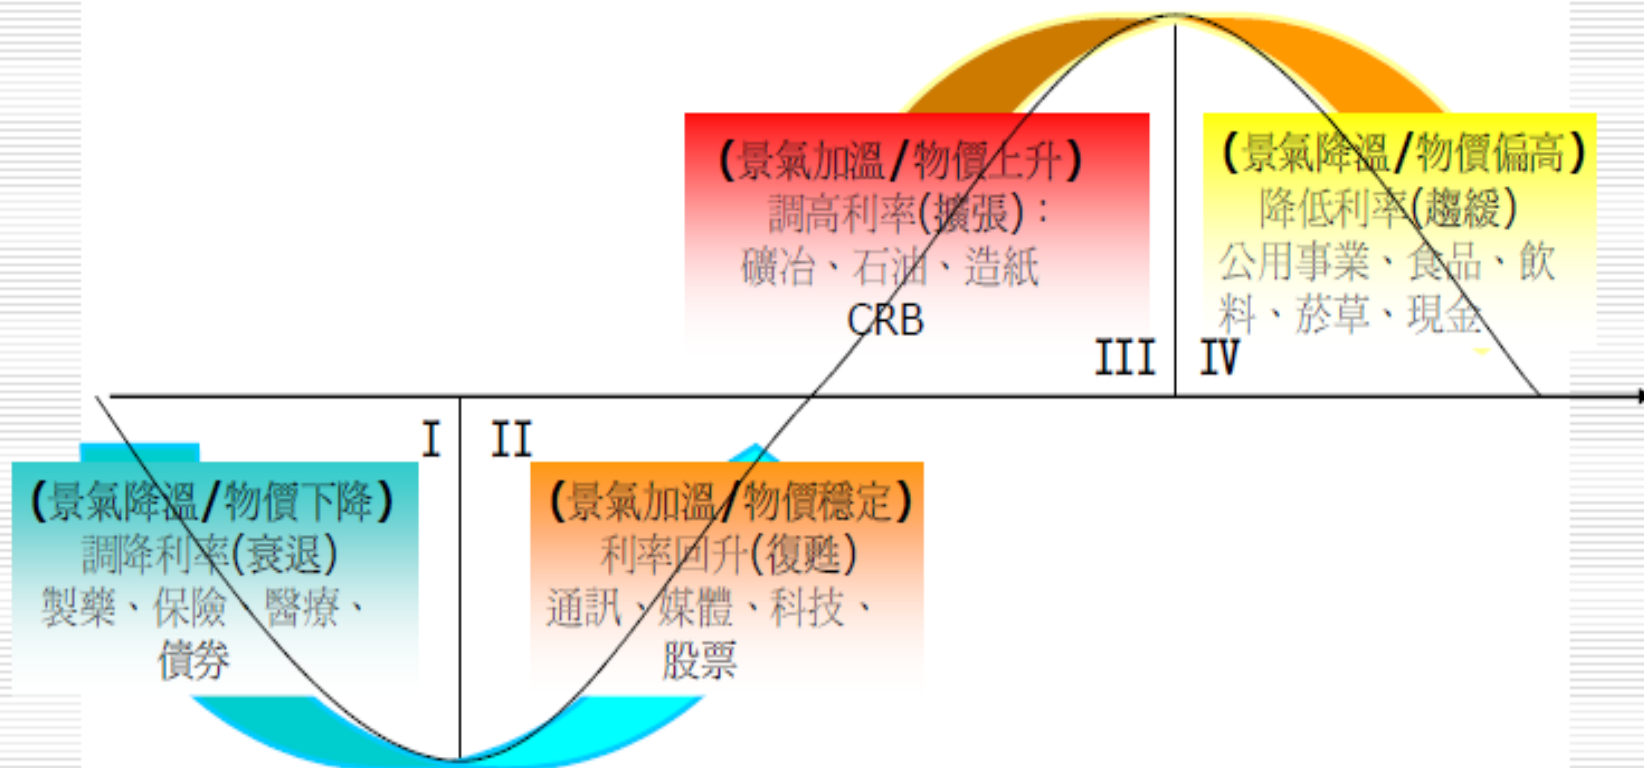 (景氣加溫/物價上升)
調高利率(擴張)：
礦冶、石油、造紙
CRB
III
(景氣降溫/物價偏高)
降低利率(趨緩)
公用事業、食品、飲
料、菸草、現金
IV
I
(景氣降溫/物價下降)
調降利率(衰退)
製藥、保險、醫療、
債券
II
(景氣加溫/物價穩定)
利率回升(復甦)
通訊、媒體、科技、
股票